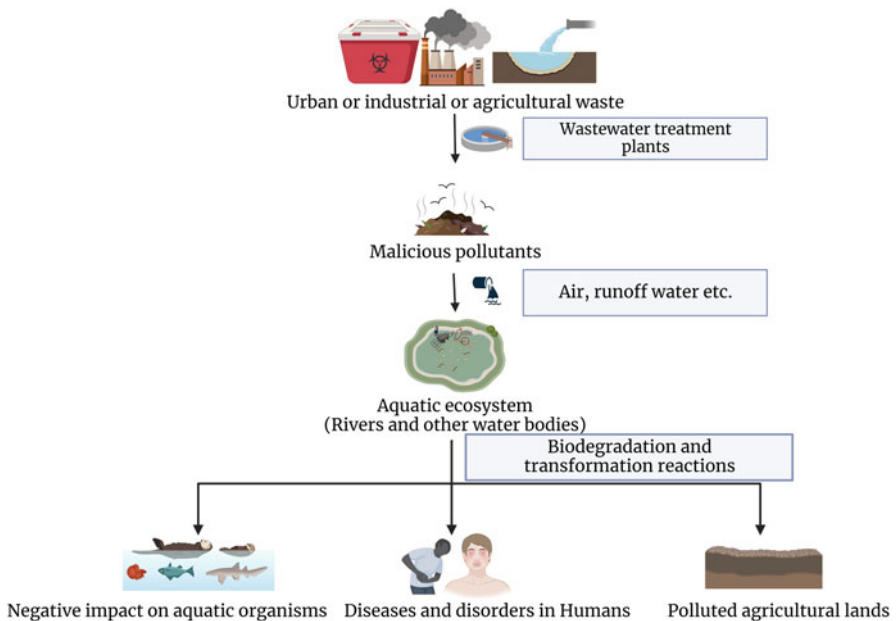 Urban or industrial or agricultural waste
Wastewater treatment
plants
Malicious pollutants
Air, runoff water etc.
Aquatic ecosystem
(Rivers and other water bodies)
Biodegradation and
transformation reactions
Negative impact on aquatic organisms
Diseases and disorders in Humans
Polluted agricultural lands